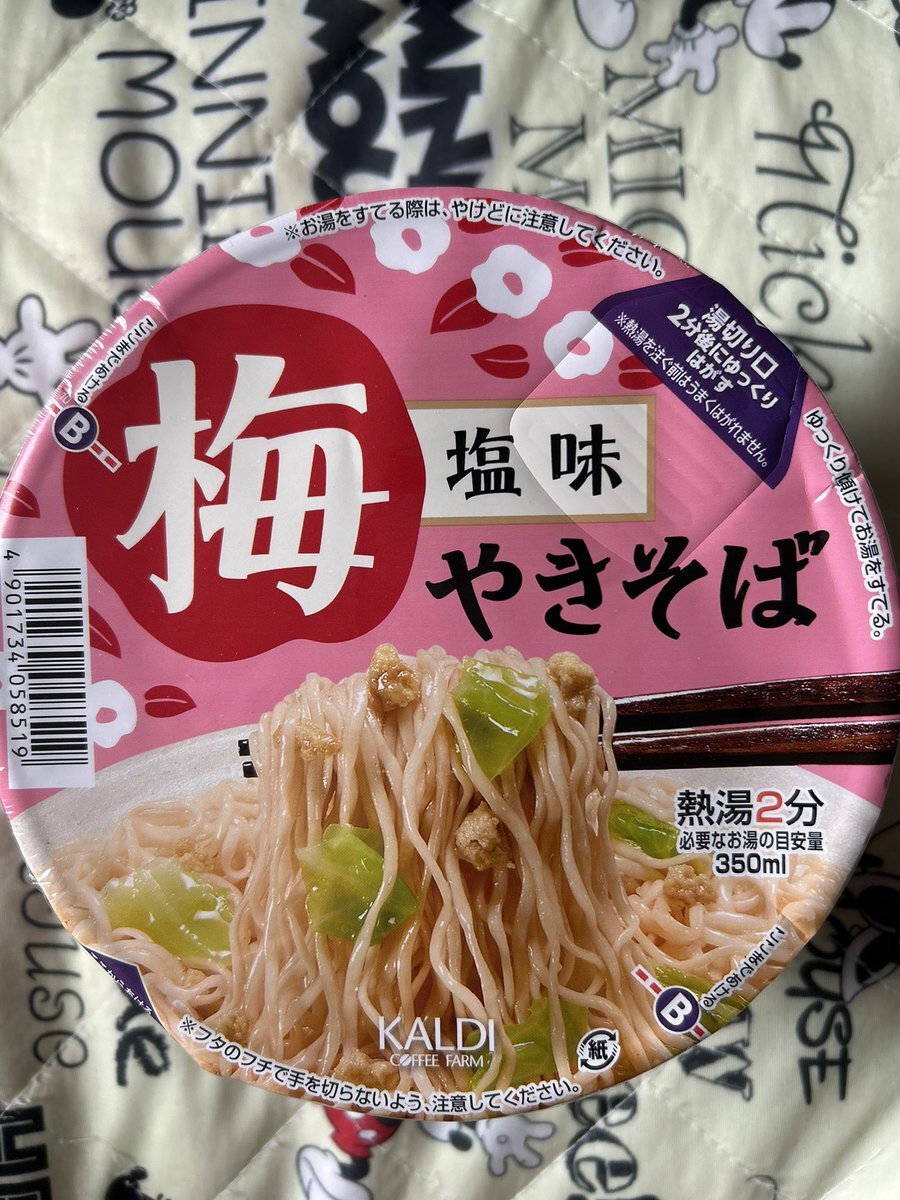 ※お湯をすてる際は、やけどに注意してください。
湯切り口
2分後にゆっくり
はがす
※熱湯を注ぐ前はうまくはがれません。
ゆっくり傾けてお湯をすてる。
ここまであける
B
梅
塩味
やきそば
4 901734 058519
熱湯2分
必要なお湯の目安量
350ml
ここまであける
B
KALDI
COFFEE FARM
紙
※フタのフチで手を切らないよう、注意してください。
MINNIE
MOUSE
Mick